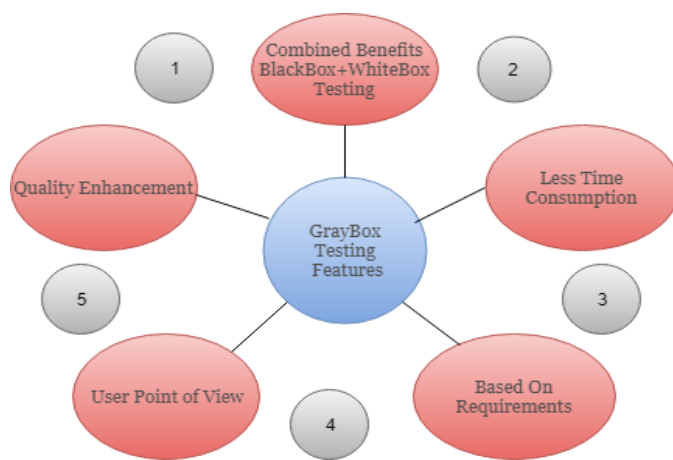 1
Combined Benefits
BlackBox+WhiteBox
Testing
2
Quality Enhancement
Less Time
Consumption
GrayBox
Testing
Features
5
3
User Point of View
Based On
Requirements
4